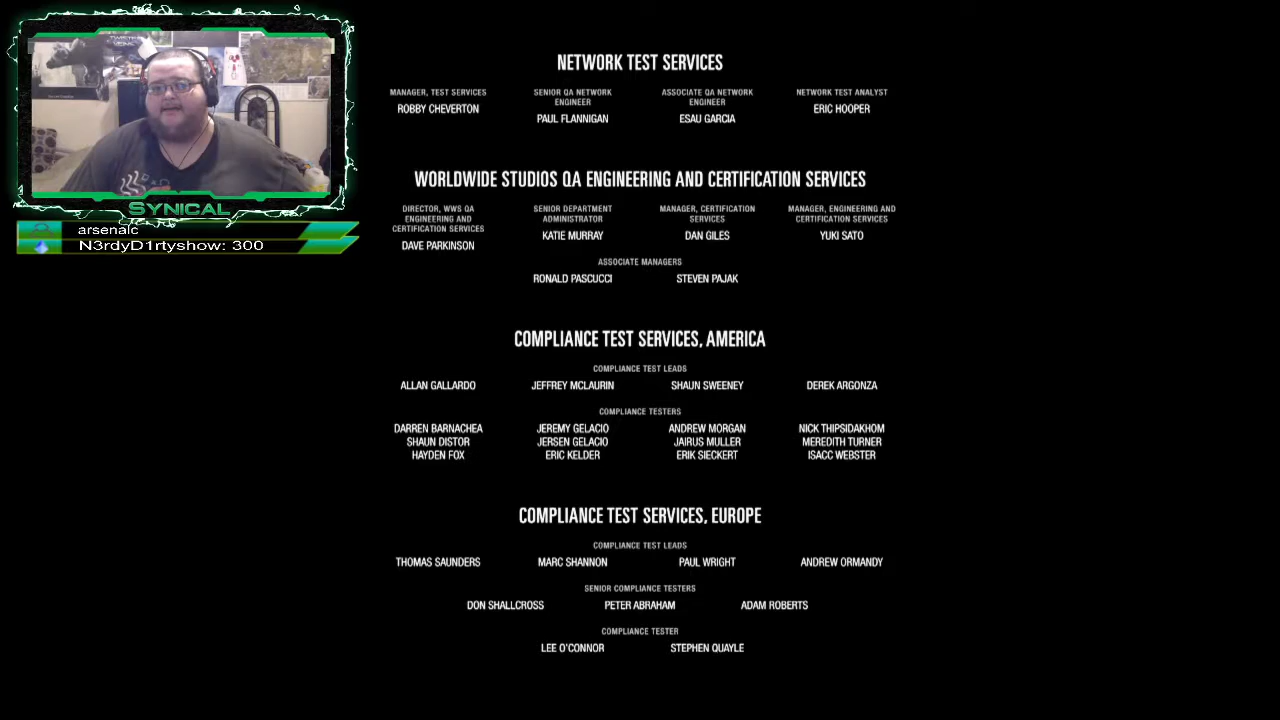 SYNICAL
arsenalc
N3rdyD1rtyshow: 300
NETWORK TEST SERVICES
MANAGER, TEST SERVICES
ROBBY CHEVERTON
SENIOR QA NETWORK
ENGINEER
PAUL FLANNIGAN
ASSOCIATE QA NETWORK
ENGINEER
ESAU GARCIA
NETWORK TEST ANALYST
ERIC HOOPER
WORLDWIDE STUDIOS QA ENGINEERING AND CERTIFICATION SERVICES
DIRECTOR, WWS QA
ENGINEERING AND
CERTIFICATION SERVICES
DAVE PARKINSON
SENIOR DEPARTMENT
ADMINISTRATOR
KATIE MURRAY
MANAGER, CERTIFICATION
SERVICES
DAN GILES
MANAGER, ENGINEERING AND
CERTIFICATION SERVICES
YUKI SATO
ASSOCIATE MANAGERS
RONALD PASCUCCI STEVEN PAJAK
COMPLIANCE TEST SERVICES, AMERICA
COMPLIANCE TEST LEADS
ALLAN GALLARDO JEFFREY MCLAURIN SHAUN SWEENEY DEREK ARGONZA
COMPLIANCE TESTERS
DARREN BARNACHEA JEREMY GELACIO ANDREW MORGAN NICK THIPSIDAKHOM
SHAUN DISTOR JERSEN GELACIO JAIRUS MULLER MEREDITH TURNER
HAYDEN FOX ERIC KELDER ERIK SIECKERT ISACC WEBSTER
COMPLIANCE TEST SERVICES, EUROPE
COMPLIANCE TEST LEADS
THOMAS SAUNDERS MARC SHANNON PAUL WRIGHT ANDREW ORMANDY
SENIOR COMPLIANCE TESTERS
DON SHALLCROSS PETER ABRAHAM ADAM ROBERTS
COMPLIANCE TESTER
LEE O'CONNOR STEPHEN QUAYLE